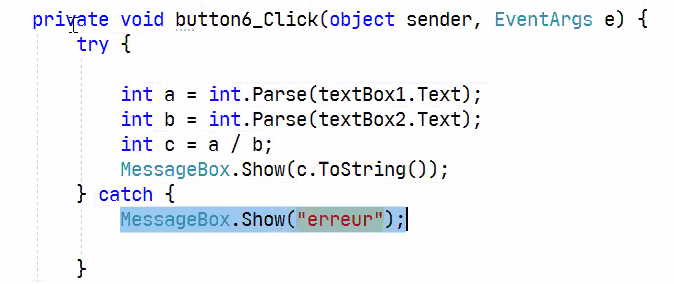 private void button6_Click(object sender, EventArgs e) {
try {
int a = int.Parse(textBox1.Text);
int b = int.Parse(textBox2.Text);
int c = a / b;
MessageBox.Show(c.ToString());
} catch {
MessageBox.Show("erreur");
}